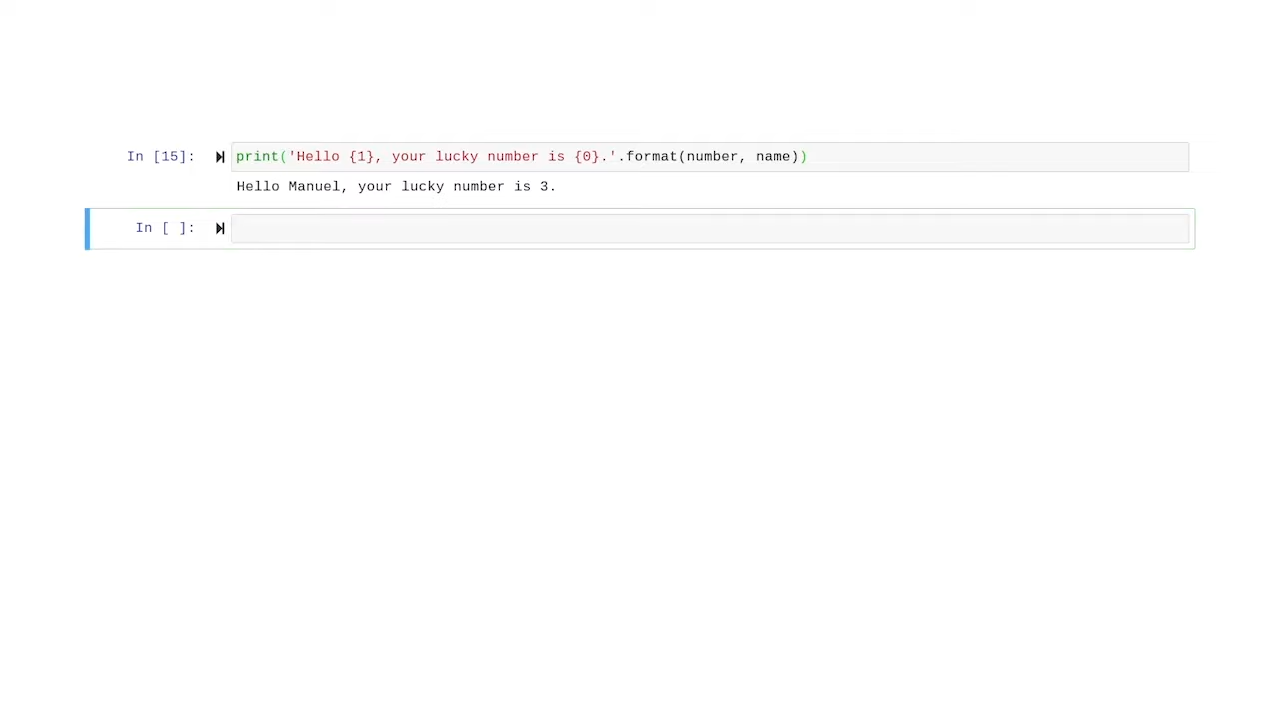 In [15]: print('Hello {1}, your lucky number is {0}.'.format(number, name))
Hello Manuel, your lucky number is 3.
In [ ]: